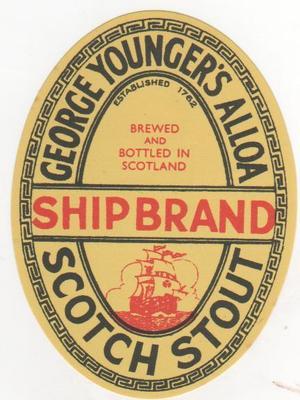 GEORGE YOUNGER'S ALLOA
ESTABLISHED 1762
BREWED
AND
BOTTLED IN
SCOTLAND
SHIP BRAND
SCOTCH STOUT